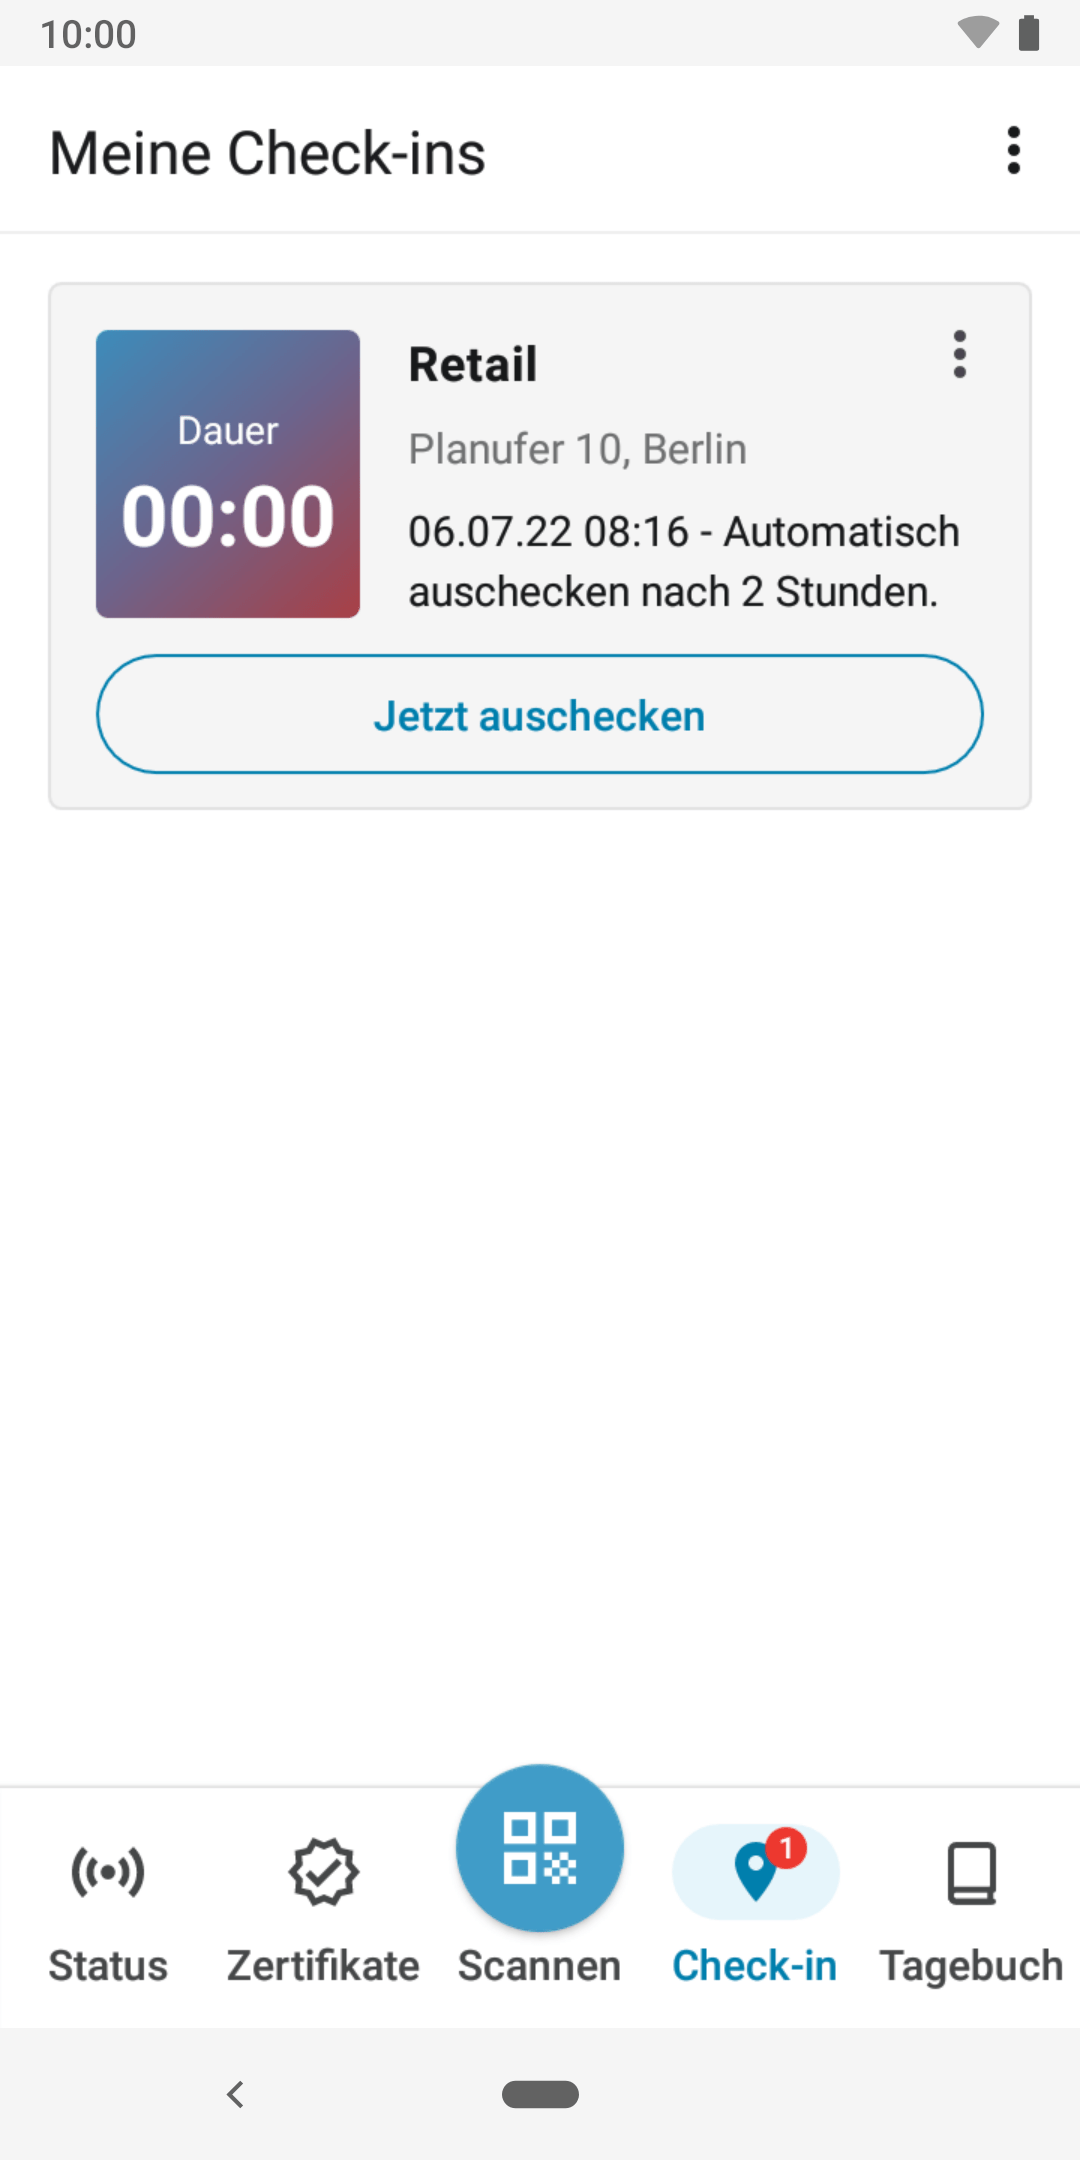 10:00
Meine Check-ins
Dauer
00:00
Retail
Planufer 10, Berlin
06.07.22 08:16 - Automatisch
auschecken nach 2 Stunden.
Jetzt auschecken
1
Status
Zertifikate
Scannen
Check-in
Tagebuch